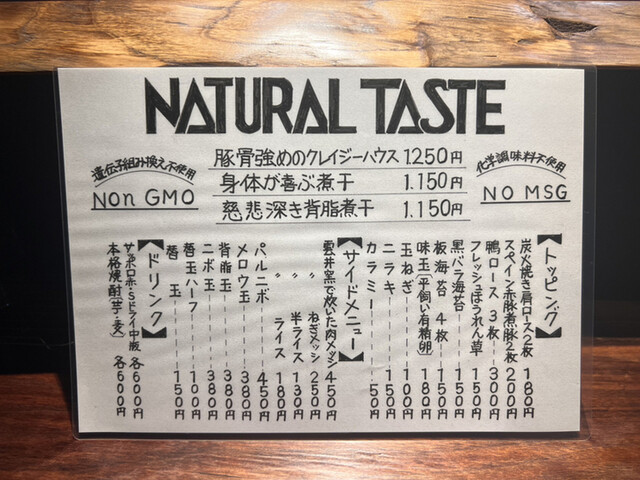 NATURAL TASTE
遺伝子組み換え不使用
NOn GMO
豚骨強めのクレイジーハウス 1250円
身体が喜ぶ煮干 1.150円
慈悲深き背脂煮干 1.150円
化学調味料不使用
NO MSG
【トッピング】
炭火焼き肩ロース2枚 180円
スペイン赤豚煮豚2枚 200円
鴨ロース 3枚 300円
フレッシュほうれん草 150円
黒バラ海苔 150円
板海苔 4枚 150円
味玉(平飼い有精卵) 180円
玉ねぎ 100円
ニラキ 50円
カラミー 50円
【サイドメニュー】
雲井窯で炊いた肉メッシ 450円
〃 ねぎメッシ 250円
〃 半ライス 130円
〃 ライス 180円
パルニボ 450円
メロウ玉 380円
背脂玉 380円
ニボ玉 380円
替玉ハーフ 100円
替玉 150円
【ドリンク】
サッポロ赤・Sドライ中瓶 各600円
本格焼酎(芋・麦) 各600円